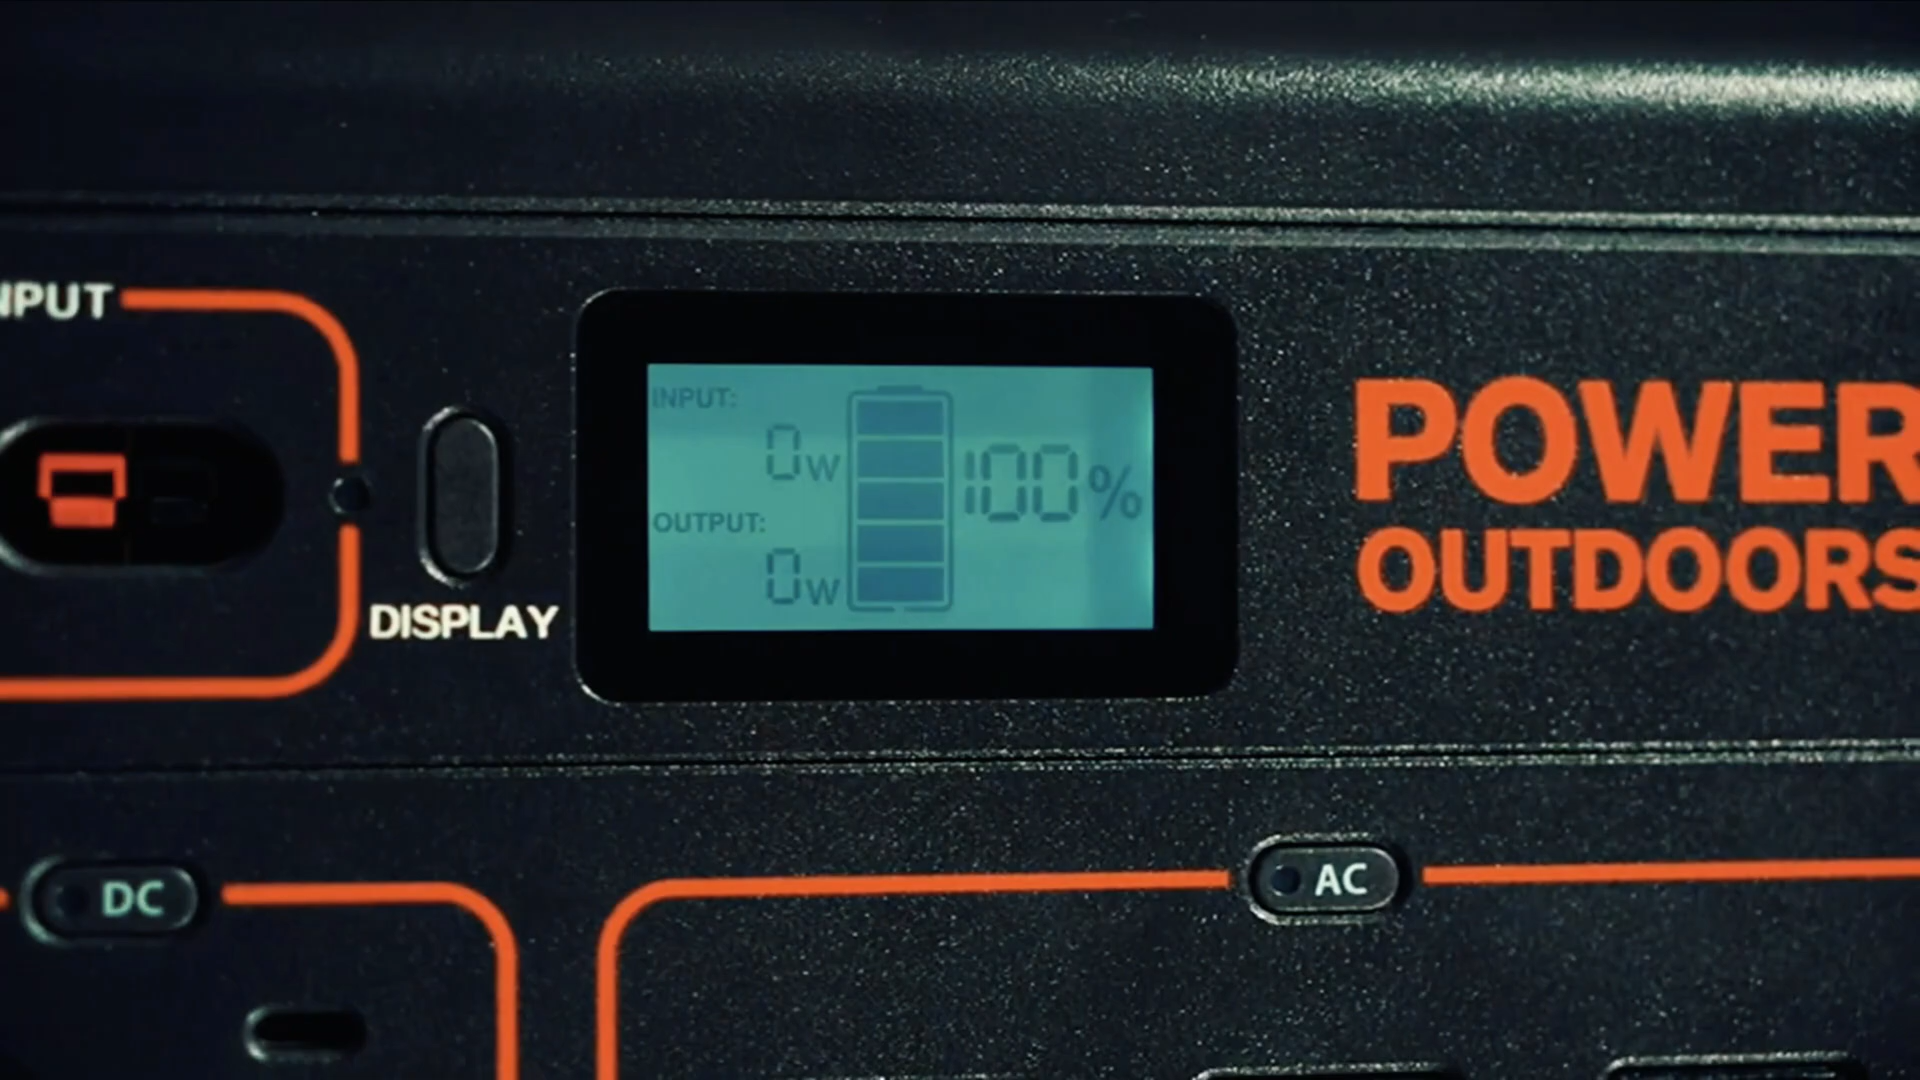 NPUT
DISPLAY
INPUT:
0W
100%
OUTPUT:
0W
POWER
OUTDOORS
DC
AC